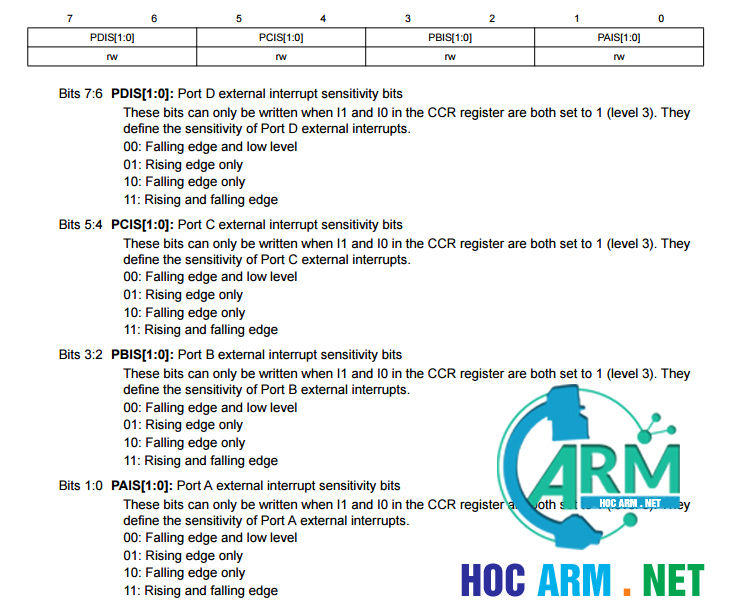 7 6 5 4 3 2 1 0
PDIS[1:0] PCIS[1:0] PBIS[1:0] PAIS[1:0]
rw rw rw rw
Bits 7:6 PDIS[1:0]: Port D external interrupt sensitivity bits
These bits can only be written when I1 and I0 in the CCR register are both set to 1 (level 3). They
define the sensitivity of Port D external interrupts.
00: Falling edge and low level
01: Rising edge only
10: Falling edge only
11: Rising and falling edge
Bits 5:4 PCIS[1:0]: Port C external interrupt sensitivity bits
These bits can only be written when I1 and I0 in the CCR register are both set to 1 (level 3). They
define the sensitivity of Port C external interrupts.
00: Falling edge and low level
01: Rising edge only
10: Falling edge only
11: Rising and falling edge
Bits 3:2 PBIS[1:0]: Port B external interrupt sensitivity bits
These bits can only be written when I1 and I0 in the CCR register are both set to 1 (level 3). They
define the sensitivity of Port B external interrupts.
00: Falling edge and low level
01: Rising edge only
10: Falling edge only
11: Rising and falling edge
Bits 1:0 PAIS[1:0]: Port A external interrupt sensitivity bits
These bits can only be written when I1 and I0 in the CCR register
define the sensitivity of Port A external interrupts.
00: Falling edge and low level
01: Rising edge only
10: Falling edge only
11: Rising and falling edge
ARM
HOC ARM . NET
HOC ARM . NET